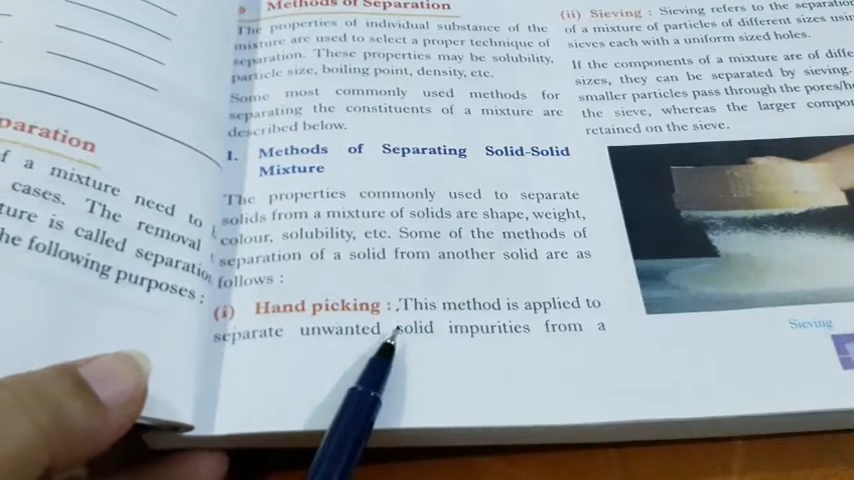 paration
f a mixture need to
cases. The removal
ture is called separation
he following purposes :
Methods of Separation
The properties of individual substance of the
mixture are used to select a proper technique of
separation. These properties may be solubility,
particle size, boiling point, density, etc.
Some most commonly used methods for
separating the constituents of a mixture are
described below.
1. Methods of Separating Solid-Solid
Mixture
The properties commonly used to separate
solids from a mixture of solids are shape, weight,
colour, solubility, etc. Some of the methods of
separation of a solid from another solid are as
follows :
(i) Hand picking : This method is applied to
separate unwanted solid impurities from a
(ii) Sieving : Sieving refers to the separation
of a mixture of particles of different sizes using
sieves each with a uniform sized holes.
If the components of a mixture are of
sizes, they can be separated by sieving.
smaller particles pass through the pores/
the sieve, whereas the larger
retained on the sieve.
Sieving